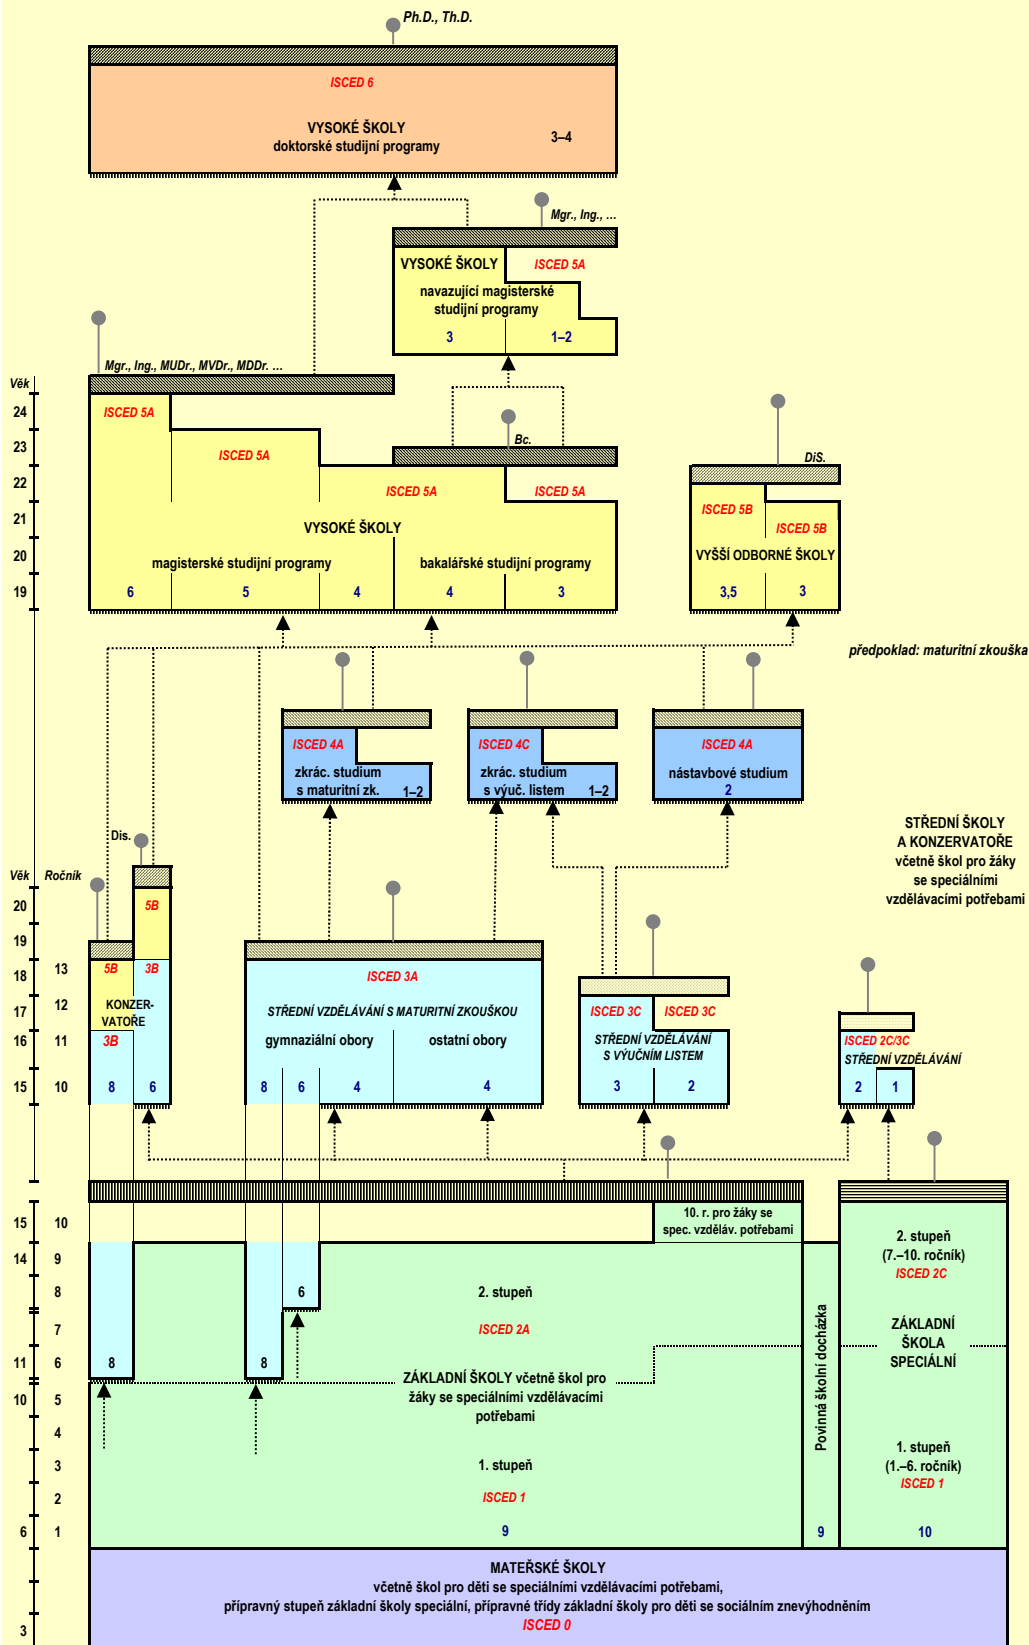 Ph.D., Th.D.
ISCED 6
VYSOKÉ ŠKOLY
doktorské studijní programy
3–4
Mgr., Ing., ...
VYSOKÉ ŠKOLY
ISCED 5A
navazující magisterské
studijní programy
3
1–2
Mgr., Ing., MUDr., MVDr., MDDr. ...
Věk
24
ISCED 5A
23
ISCED 5A
Bc.
DiS.
22
ISCED 5A
ISCED 5A
ISCED 5B
21
VYSOKÉ ŠKOLY
ISCED 5B
20
magisterské studijní programy
bakalářské studijní programy
VYŠŠÍ ODBORNÉ ŠKOLY
19
6
5
4
4
3
3,5
3
předpoklad: maturitní zkouška
ISCED 4A
zkrác. studium
s maturitní zk.
1–2
ISCED 4C
zkrác. studium
s výuč. listem
1–2
ISCED 4A
nástavbové studium
2
STŘEDNÍ ŠKOLY
A KONZERVATOŘE
včetně škol pro žáky
se speciálními
vzdělávacími potřebami
Dis.
Věk
Ročník
20
5B
19
18
13
5B
3B
ISCED 3A
17
12
KONZER-
VATOŘE
STŘEDNÍ VZDĚLÁVÁNÍ S MATURITNÍ ZKOUŠKOU
ISCED 3C
ISCED 3C
16
11
3B
gymnaziální obory
ostatní obory
STŘEDNÍ VZDĚLÁVÁNÍ
S VÝUČNÍM LISTEM
ISCED 2C/3C
STŘEDNÍ VZDĚLÁVÁNÍ
15
10
8
6
8
6
4
4
3
2
2
1
15
10
10. r. pro žáky se
spec. vzděláv. potřebami
14
9
2. stupeň
(7.–10. ročník)
ISCED 2C
8
6
2. stupeň
7
ISCED 2A
ZÁKLADNÍ
ŠKOLA
SPECIÁLNÍ
11
6
8
8
Povinná školní docházka
10
5
ZÁKLADNÍ ŠKOLY včetně škol pro
žáky se speciálními vzdělávacími
potřebami
4
3
1. stupeň
1. stupeň
(1.–6. ročník)
ISCED 1
2
ISCED 1
6
1
9
9
10
MATEŘSKÉ ŠKOLY
včetně škol pro děti se speciálními vzdělávacími potřebami,
přípravný stupeň základní školy speciální, přípravné třídy základní školy pro děti se sociálním znevýhodněním
ISCED 0
3